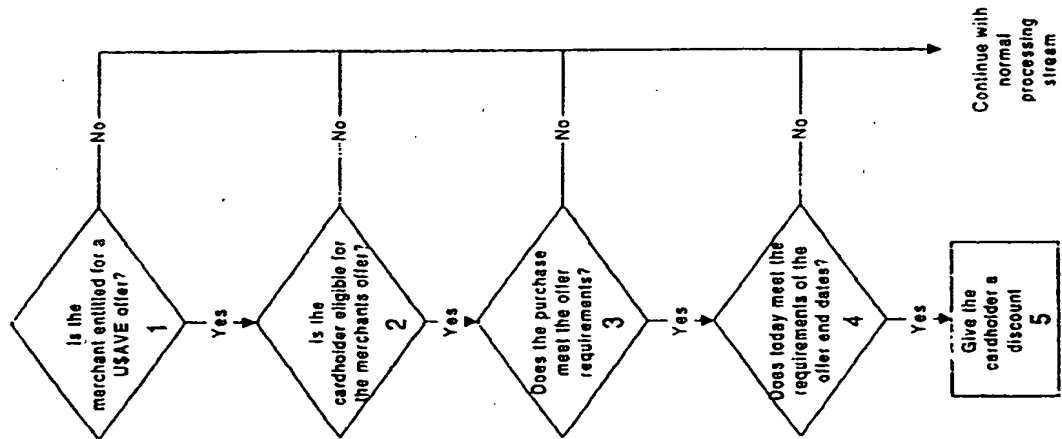 Is the
merchant entitled for a
U$AVE offer?
1
No
Yes
Is the
cardholder eligible for
the merchants offer?
2
No
Yes
Does the purchase
meet the offer
requirements?
3
No
Yes
Does today meet the
requirements of the
offer end dates?
4
No
Yes
Give the
cardholder a
discount
5
Continue with
normal
processing
stream